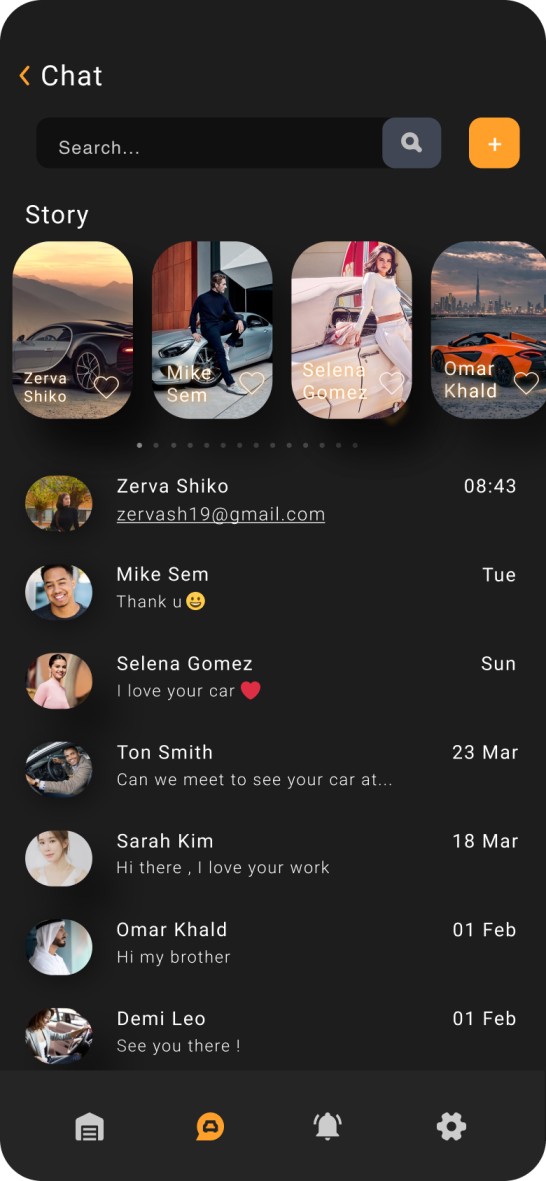 Chat
Search...
+
Story
Zerva
Shiko
Mike
Sem
Selena
Gomez
Omar
Khald
Zerva Shiko 08:43
zervash19@gmail.com
Mike Sem Tue
Thank u😀
Selena Gomez Sun
I love your car ❤️
Ton Smith 23 Mar
Can we meet to see your car at...
Sarah Kim 18 Mar
Hi there , I love your work
Omar Khald 01 Feb
Hi my brother
Demi Leo 01 Feb
See you there !